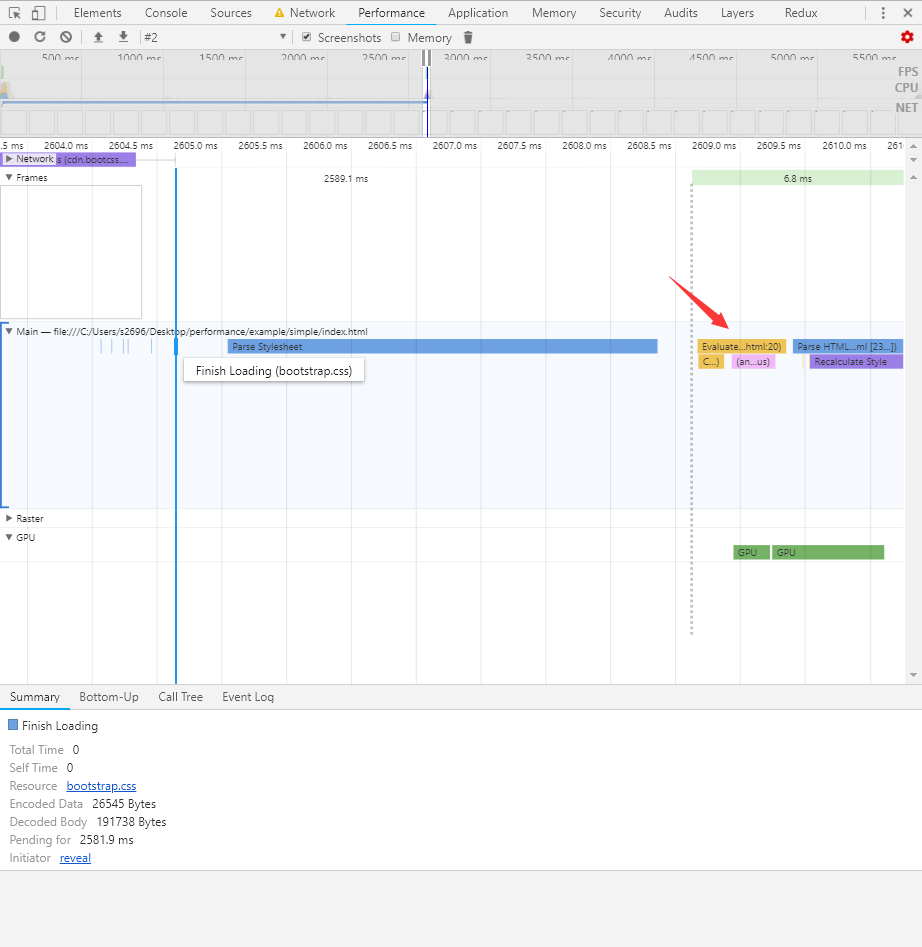 Elements Console Sources Network Performance Application Memory Security Audits Layers Redux
#2 Screenshots Memory
500 ms 1000 ms 1500 ms 2000 ms 2500 ms 3000 ms 3500 ms 4000 ms 4500 ms 5000 ms 5500 ms
FPS
CPU
NET
.5 ms 2604.0 ms 2604.5 ms 2605.0 ms 2605.5 ms 2606.0 ms 2606.5 ms 2607.0 ms 2607.5 ms 2608.0 ms 2608.5 ms 2609.0 ms 2609.5 ms 2610.0 ms 2610
Network s (cdn.bootcss....
Frames 2589.1 ms 6.8 ms
Main — file:///C:/Users/s2696/Desktop/performance/example/simple/index.html
Parse Stylesheet Evaluate...html:20) Parse HTML...ml [23...])
C...) (an...us) Recalculate Style
Finish Loading (bootstrap.css)
Raster
GPU
GPU GPU
Summary Bottom-Up Call Tree Event Log
Finish Loading
Total Time 0
Self Time 0
Resource bootstrap.css
Encoded Data 26545 Bytes
Decoded Body 191738 Bytes
Pending for 2581.9 ms
Initiator reveal